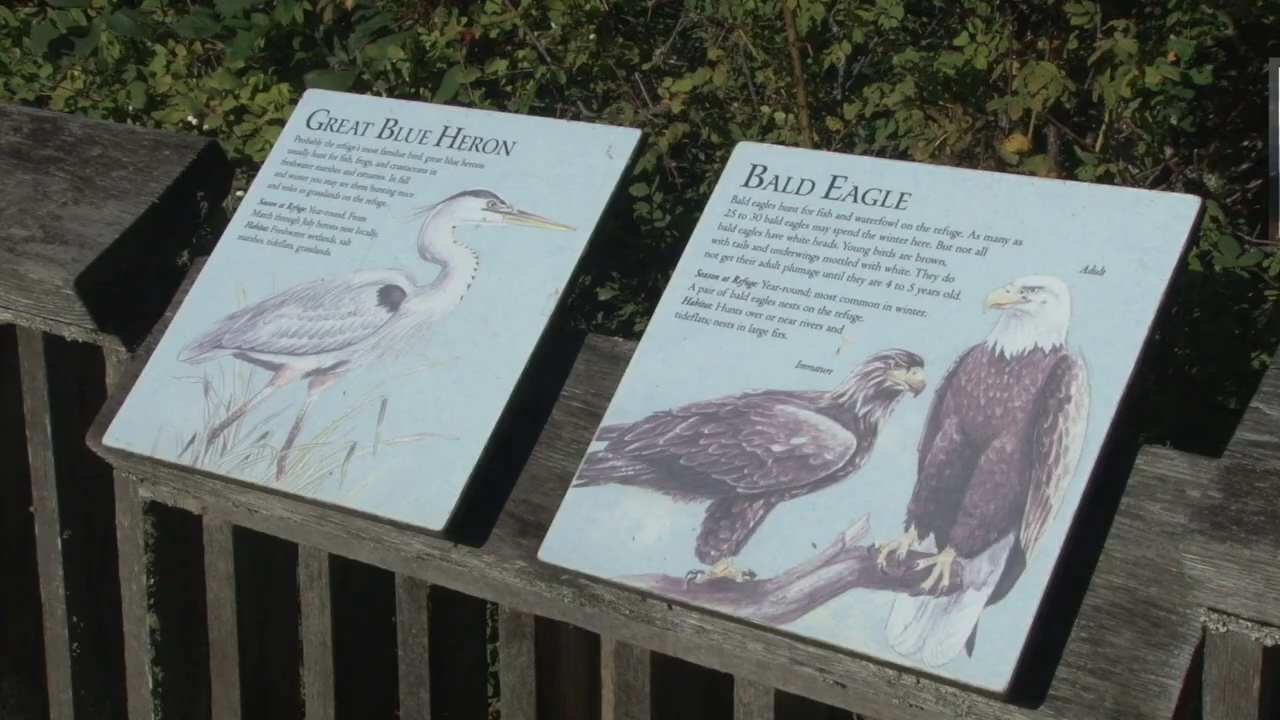 GREAT BLUE HERON
Probably the refuge's most familiar bird, great blue herons
usually hunt for fish, frogs, and crustaceans in
freshwater marshes and estuaries. In fall
and winter you may see them hunting mice
and voles in grasslands on the refuge.
Season at Refuge: Year-round. From
March through July herons nest locally.
Habitat: Freshwater wetlands, salt
marshes, tideflats, grasslands.
BALD EAGLE
Bald eagles hunt for fish and waterfowl on the refuge. As many as
25 to 30 bald eagles may spend the winter here. But not all
bald eagles have white heads. Young birds are brown,
with tails and underwings mottled with white. They do
not get their adult plumage until they are 4 to 5 years old.
Season at Refuge: Year-round; most common in winter.
A pair of bald eagles nests on the refuge.
Habitat: Hunts over or near rivers and
tideflats; nests in large firs.
Adult
Immature